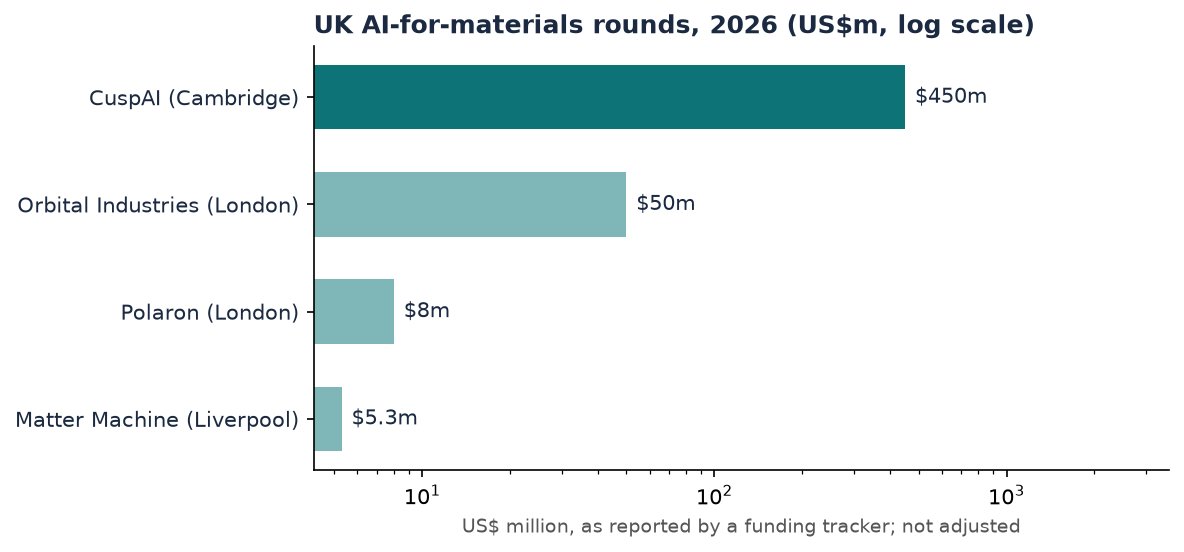 UK AI-for-materials rounds, 2026 (US$m, log scale)
CuspAI (Cambridge)
$450m
Orbital Industries (London)
$50m
Polaron (London)
$8m
Matter Machine (Liverpool)
$5.3m
10¹ 10² 10³
US$ million, as reported by a funding tracker; not adjusted